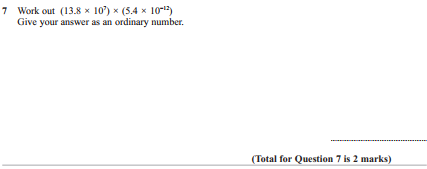 7 Work out (13.8 × 10⁷) × (5.4 × 10⁻¹²)
Give your answer as an ordinary number.
(Total for Question 7 is 2 marks)